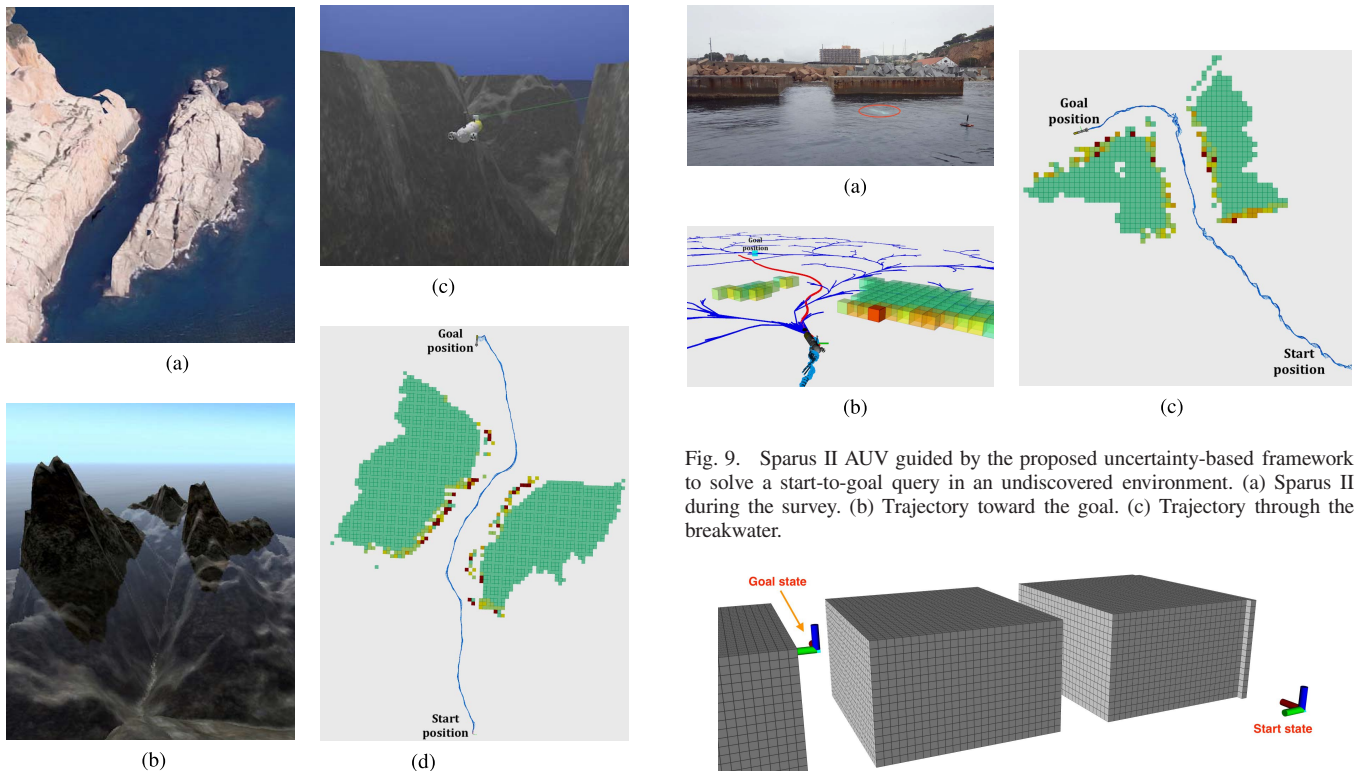 (a)
(b)
(c)
Goal
position
Start
position
(d)
(a)
Goal
position
(b)
Goal
position
Start
position
(c)
Fig. 9. Sparus II AUV guided by the proposed uncertainty-based framework
to solve a start-to-goal query in an undiscovered environment. (a) Sparus II
during the survey. (b) Trajectory toward the goal. (c) Trajectory through the
breakwater.
Goal state
Start state